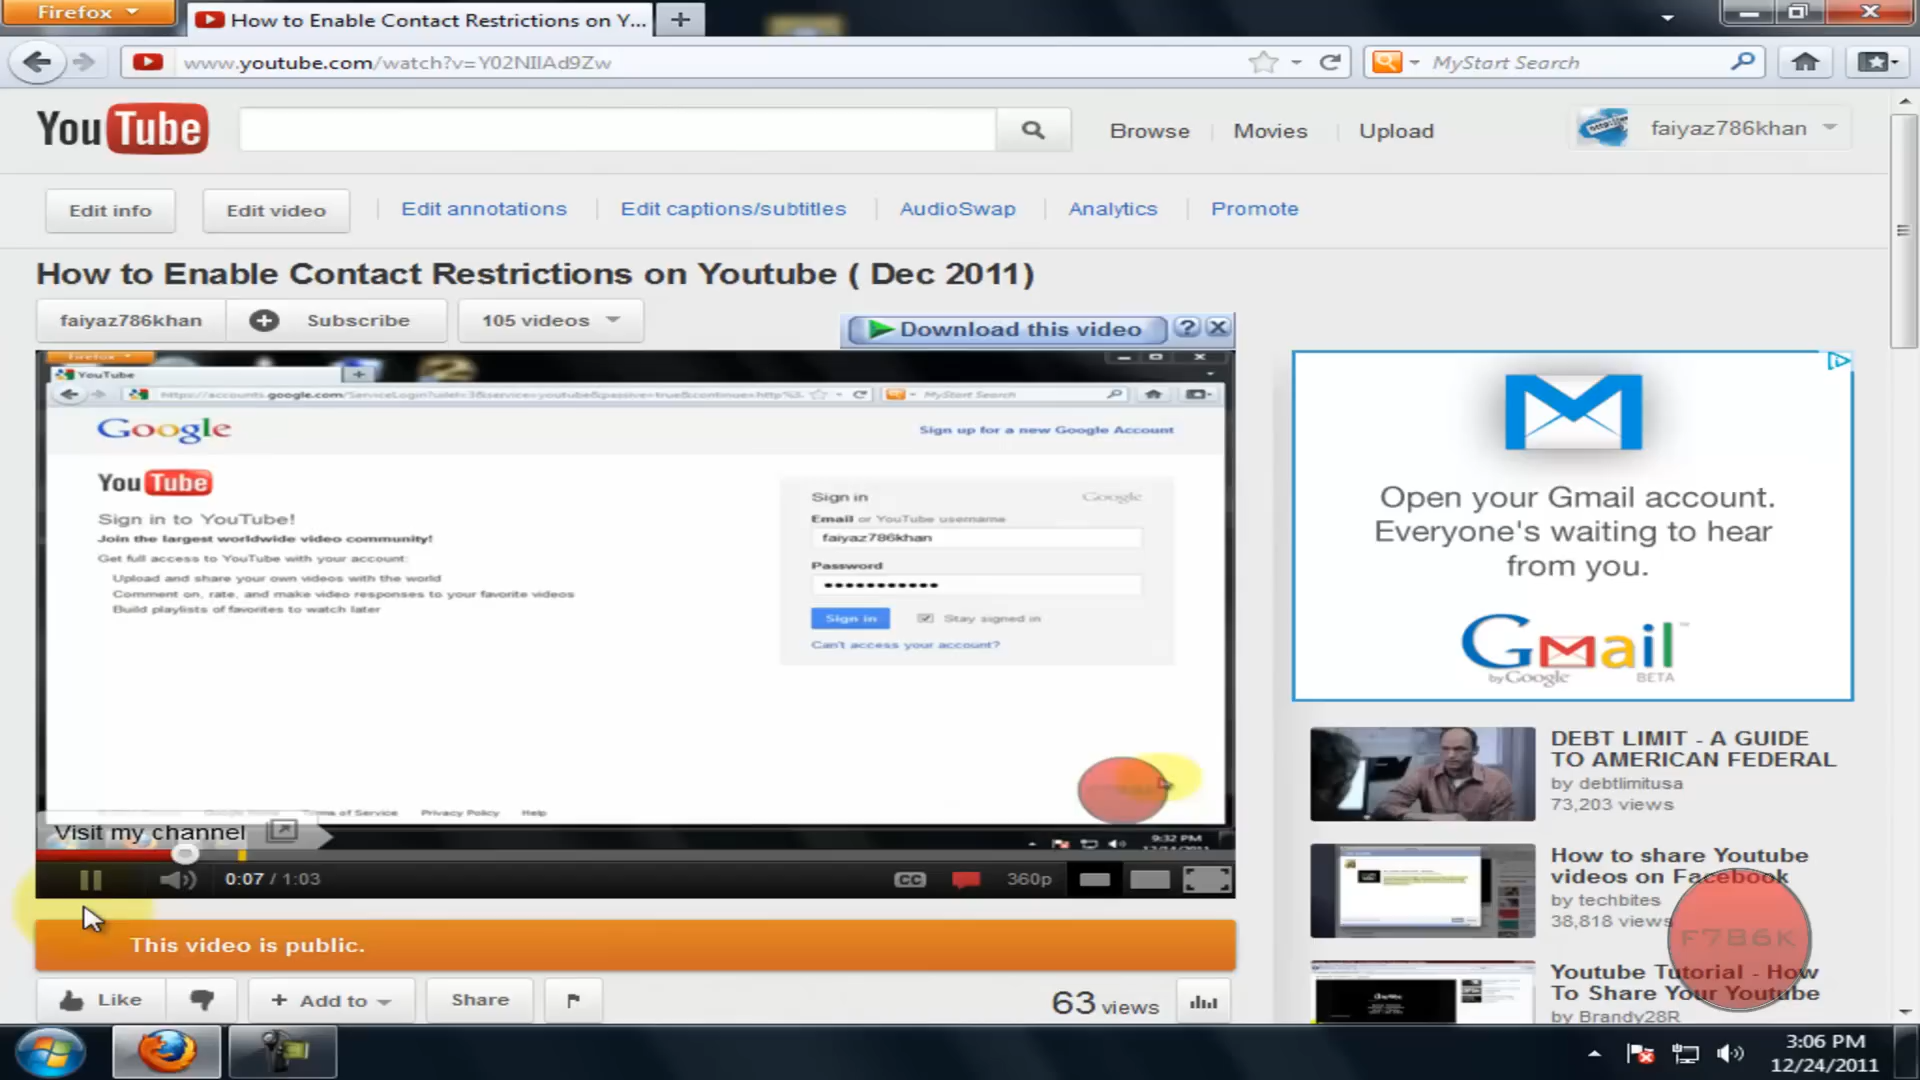 Firefox
How to Enable Contact Restrictions on Y...
www.youtube.com/watch?v=Y02NIIAd9Zw
MyStart Search
YouTube
Browse
Movies
Upload
faiyaz786khan
Edit info
Edit video
Edit annotations
Edit captions/subtitles
AudioSwap
Analytics
Promote
How to Enable Contact Restrictions on Youtube ( Dec 2011)
faiyaz786khan
Subscribe
105 videos
Download this video
Firefox
YouTube
MyStart Search
Google
Sign up for a new Google Account
YouTube
Sign in to YouTube!
Join the largest worldwide video community!
Get full access to YouTube with your account:
Upload and share your own videos with the world
Comment on, rate, and make video responses to your favorite videos
Build playlists of favorites to watch later
Sign in
Google
Email or YouTube username
faiyaz786khan
Password
Sign in
Stay signed in
Can't access your account?
Terms of Service
Privacy Policy
Help
Visit my channel
9:32 PM
0:07 / 1:03
CC
360p
This video is public.
Like
Add to
Share
63 views
Open your Gmail account.
Everyone's waiting to hear
from you.
Gmail
by Google
BETA
DEBT LIMIT - A GUIDE
TO AMERICAN FEDERAL
by debtlimitusa
73,203 views
How to share Youtube
videos on Facebook
by techbites
38,818 views
F7B6K
Youtube Tutorial - How
To Share Your Youtube
by Brandy28R
3:06 PM
12/24/2011